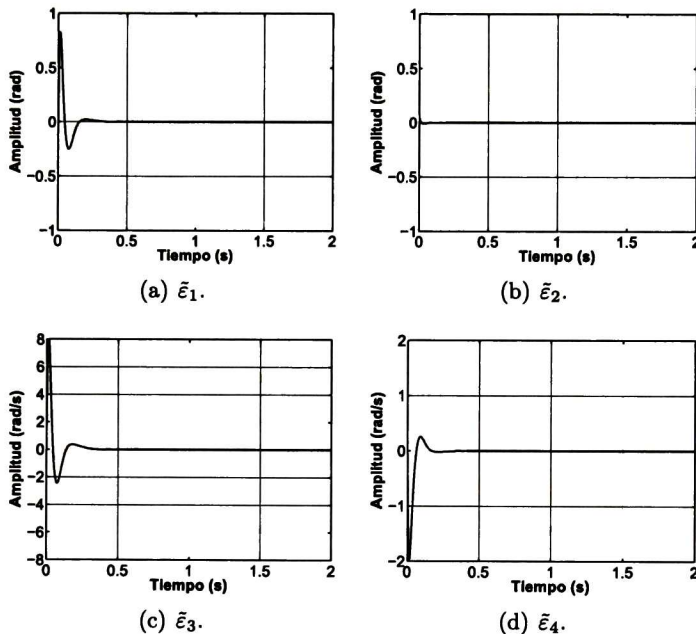 1
0.5
0
−0.5
−1
Amplitud (rad)
0 0.5 1 1.5 2
Tiempo (s)
(a) ε̃₁.
1
0.5
0
−0.5
−1
Amplitud (rad)
0 0.5 1 1.5 2
Tiempo (s)
(b) ε̃₂.
8
6
4
2
0
−2
−4
−6
−8
Amplitud (rad/s)
0 0.5 1 1.5 2
Tiempo (s)
(c) ε̃₃.
2
1
0
−1
−2
Amplitud (rad/s)
0 0.5 1 1.5 2
Tiempo (s)
(d) ε̃₄.